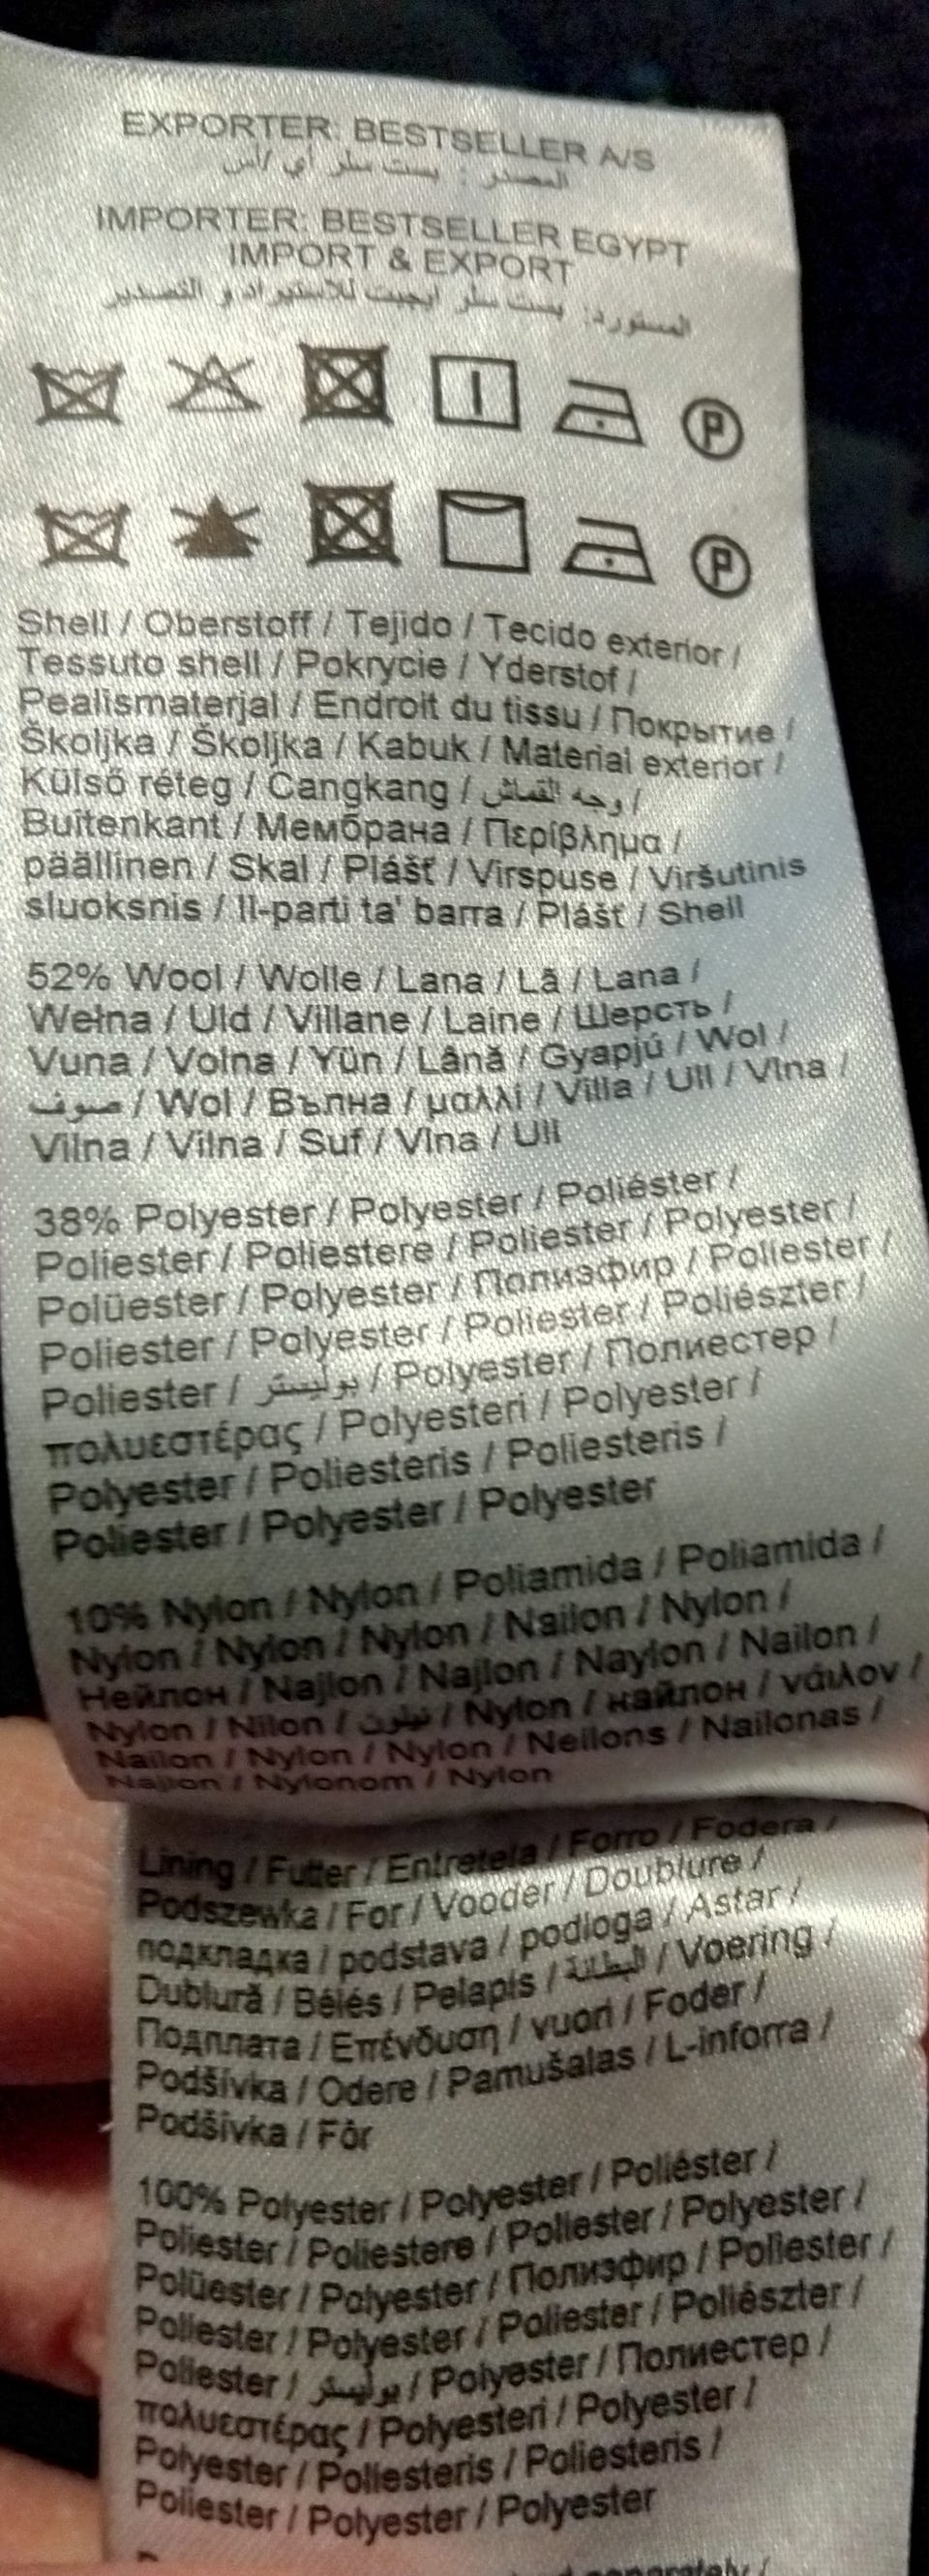 EXPORTER: BESTSELLER A/S
المصدر : بست سلر أي /أس
IMPORTER: BESTSELLER EGYPT
IMPORT & EXPORT
المستورد: بست سلر ايجيبت للاستيراد و التصدير
P
P
Shell / Oberstoff / Tejido / Tecido exterior /
Tessuto shell / Pokrycie / Yderstof /
Pealismaterjal / Endroit du tissu / Покрытие /
Školjka / Školjka / Kabuk / Material exterior /
Külső réteg / Cangkang / وجه القماش /
Buitenkant / Мембрана / Περίβλημα /
päällinen / Skal / Plášť / Virspuse / Viršutinis
sluoksnis / Il-parti ta' barra / Plášť / Shell
52% Wool / Wolle / Lana / Lã / Lana /
Wełna / Uld / Villane / Laine / Шерсть /
Vuna / Volna / Yün / Lână / Gyapjú / Wol /
صوف / Wol / Вълна / μαλλί / Villa / Ull / Vlna /
Vilna / Vilna / Suf / Vlna / Ull
38% Polyester / Polyester / Poliéster /
Poliester / Poliestere / Poliester / Polyester /
Polüester / Polyester / Полиэфир / Poliester /
Poliester / Polyester / Poliester / Poliészter /
Poliester / بوليستر / Polyester / Полиестер /
πολυεστέρας / Polyesteri / Polyester /
Polyester / Poliesteris / Poliesteris /
Poliester / Polyester / Polyester
10% Nylon / Nylon / Poliamida / Poliamida /
Nylon / Nylon / Nylon / Nailon / Nylon /
Нейлон / Najlon / Najlon / Naylon / Nailon /
Nylon / Nilon / نيلون / Nylon / найлон / νάιλον /
Nailon / Nylon / Nylon / Neilons / Nailonas /
Najlon / Nylonom / Nylon
Lining / Futter / Entretela / Forro / Fodera /
Podszewka / For / Vooder / Doublure /
подкладка / podstava / podloga / Astar /
Dublură / Bélés / Pelapis / البطانة / Voering /
Подплата / Επένδυση / vuori / Foder /
Podšívka / Odere / Pamušalas / L-inforra /
Podšívka / Fôr
100% Polyester / Polyester / Poliéster /
Poliester / Poliestere / Poliester / Polyester /
Polüester / Polyester / Полиэфир / Poliester /
Poliester / Polyester / Poliester / Poliészter /
Poliester / بوليستر / Polyester / Полиестер /
πολυεστέρας / Polyesteri / Polyester /
Polyester / Poliesteris / Poliesteris /
Poliester / Polyester / Polyester
separately /